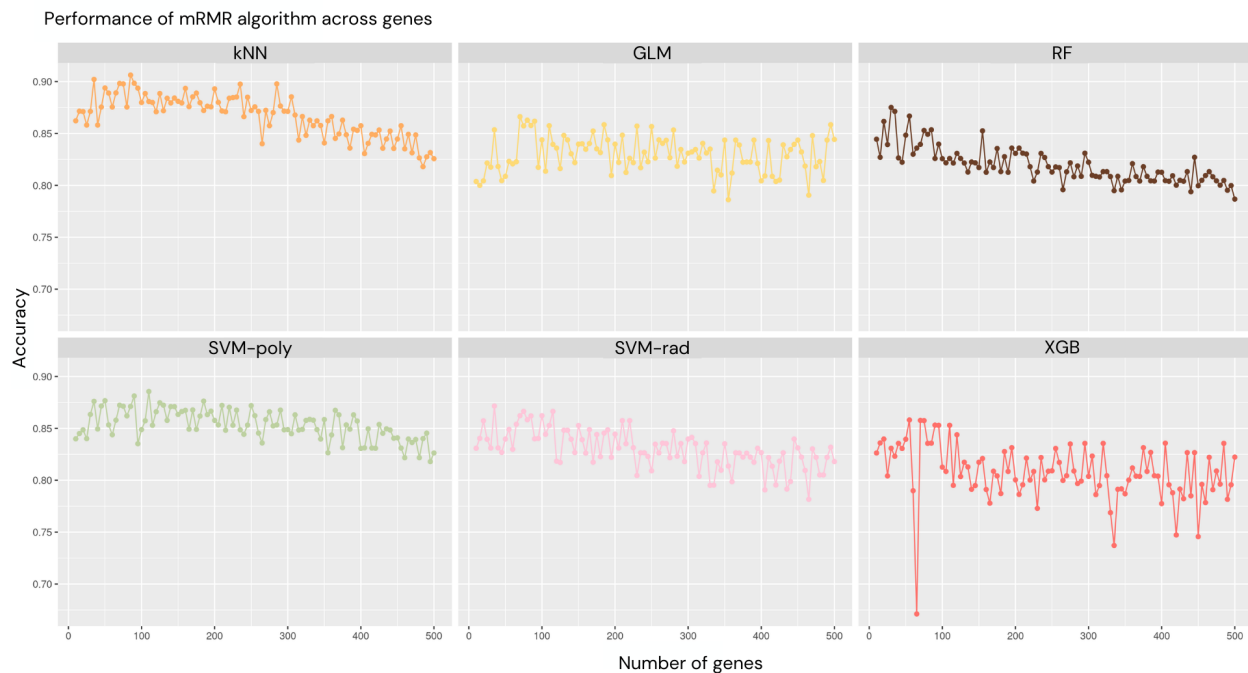 Performance of mRMR algorithm across genes
kNN GLM RF
0.90
0.85
0.80
0.75
0.70
Accuracy
SVM-poly SVM-rad XGB
0.90
0.85
0.80
0.75
0.70
0 100 200 300 400 500 0 100 200 300 400 500 0 100 200 300 400 500
Number of genes